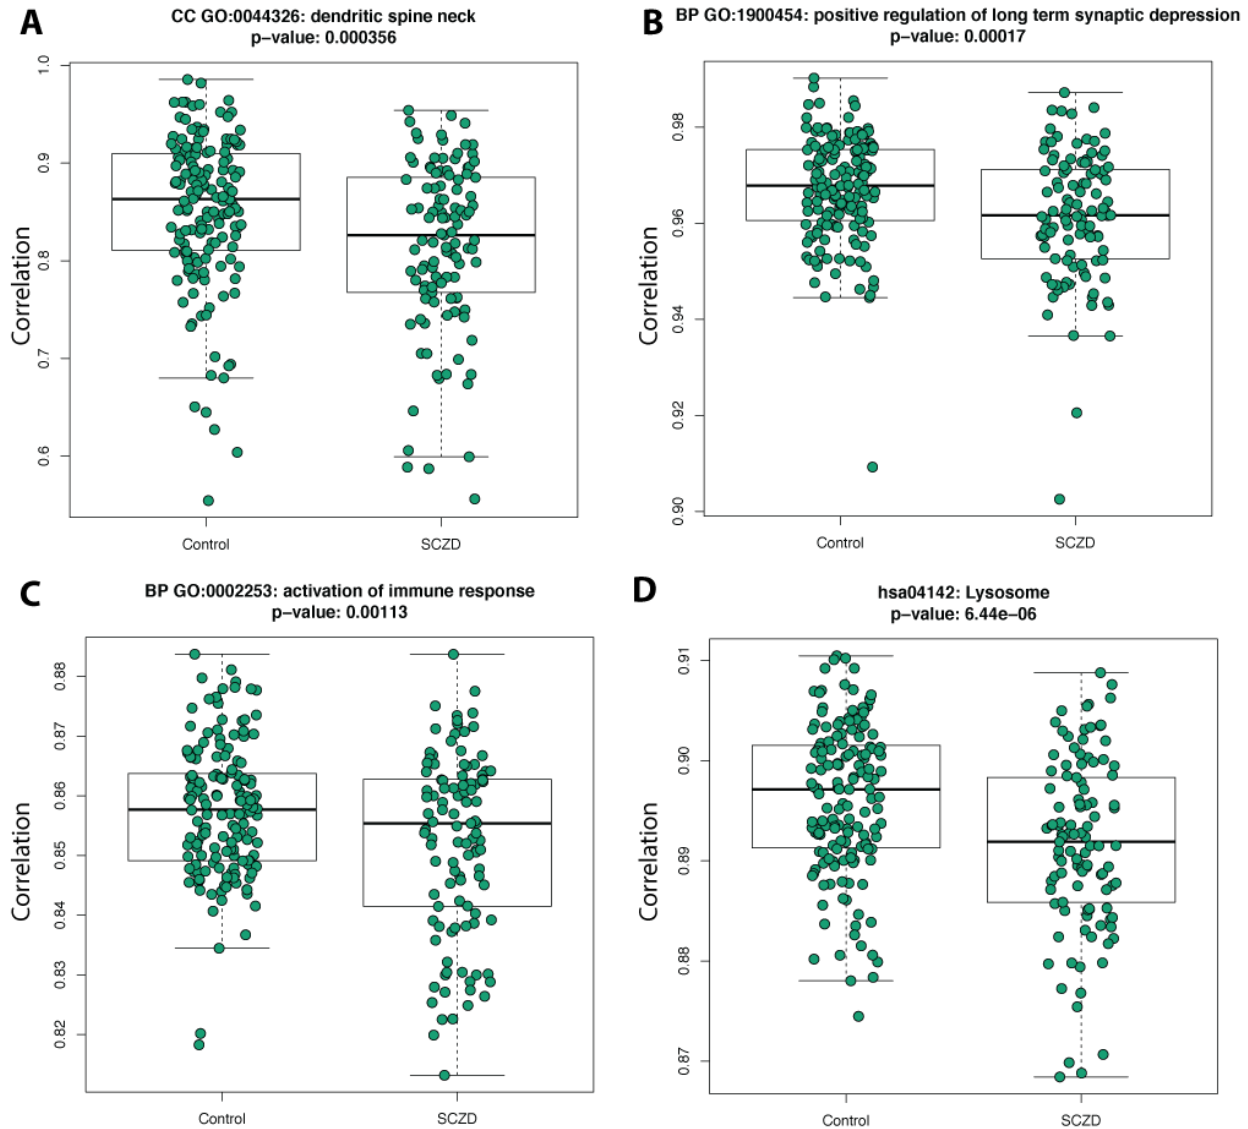 A
CC GO:0044326: dendritic spine neck
p−value: 0.000356
Correlation
1.0
0.9
0.8
0.7
0.6
Control
SCZD
B
BP GO:1900454: positive regulation of long term synaptic depression
p−value: 0.00017
Correlation
0.98
0.96
0.94
0.92
0.90
Control
SCZD
C
BP GO:0002253: activation of immune response
p−value: 0.00113
Correlation
0.88
0.87
0.86
0.85
0.84
0.83
0.82
Control
SCZD
D
hsa04142: Lysosome
p−value: 6.44e−06
Correlation
0.91
0.90
0.89
0.88
0.87
Control
SCZD